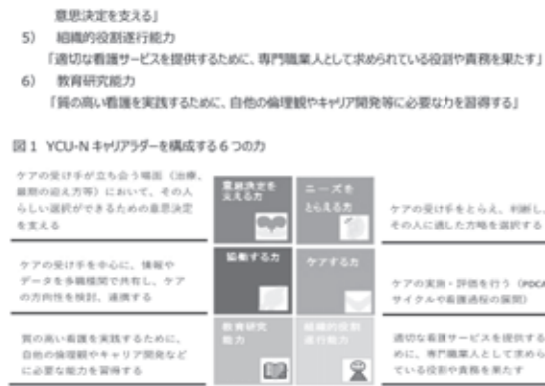 意思決定を支える」
5） 組織的役割遂行能力
「適切な看護サービスを提供するために、専門職業人として求められている役割や責務を果たす」
6） 教育研究能力
「質の高い看護を実践するために、自他の倫理観やキャリア開発等に必要な力を習得する」
図1 YCU-N キャリアラダーを構成する6つの力
ケアの受け手が立ち会う場面（治療、
最期の迎え方等）において、その人
らしい選択ができるための意思決定
を支える
意思決定を
支える力
ニーズを
とらえる力
ケアの受け手をとらえ、判断し、
その人に適した方略を選択する
ケアの受け手を中心に、情報や
データを多職種間で共有し、ケア
の方向性を検討、連携する
協働する力
ケアする力
ケアの実施・評価を行う（PDCA
サイクルや看護過程の展開）
質の高い看護を実践するために、
自他の倫理観やキャリア開発など
に必要な能力を習得する
教育研究
能力
組織的役割
遂行能力
適切な看護サービスを提供する
めに、専門職業人として求めら
ている役割や責務を果たす